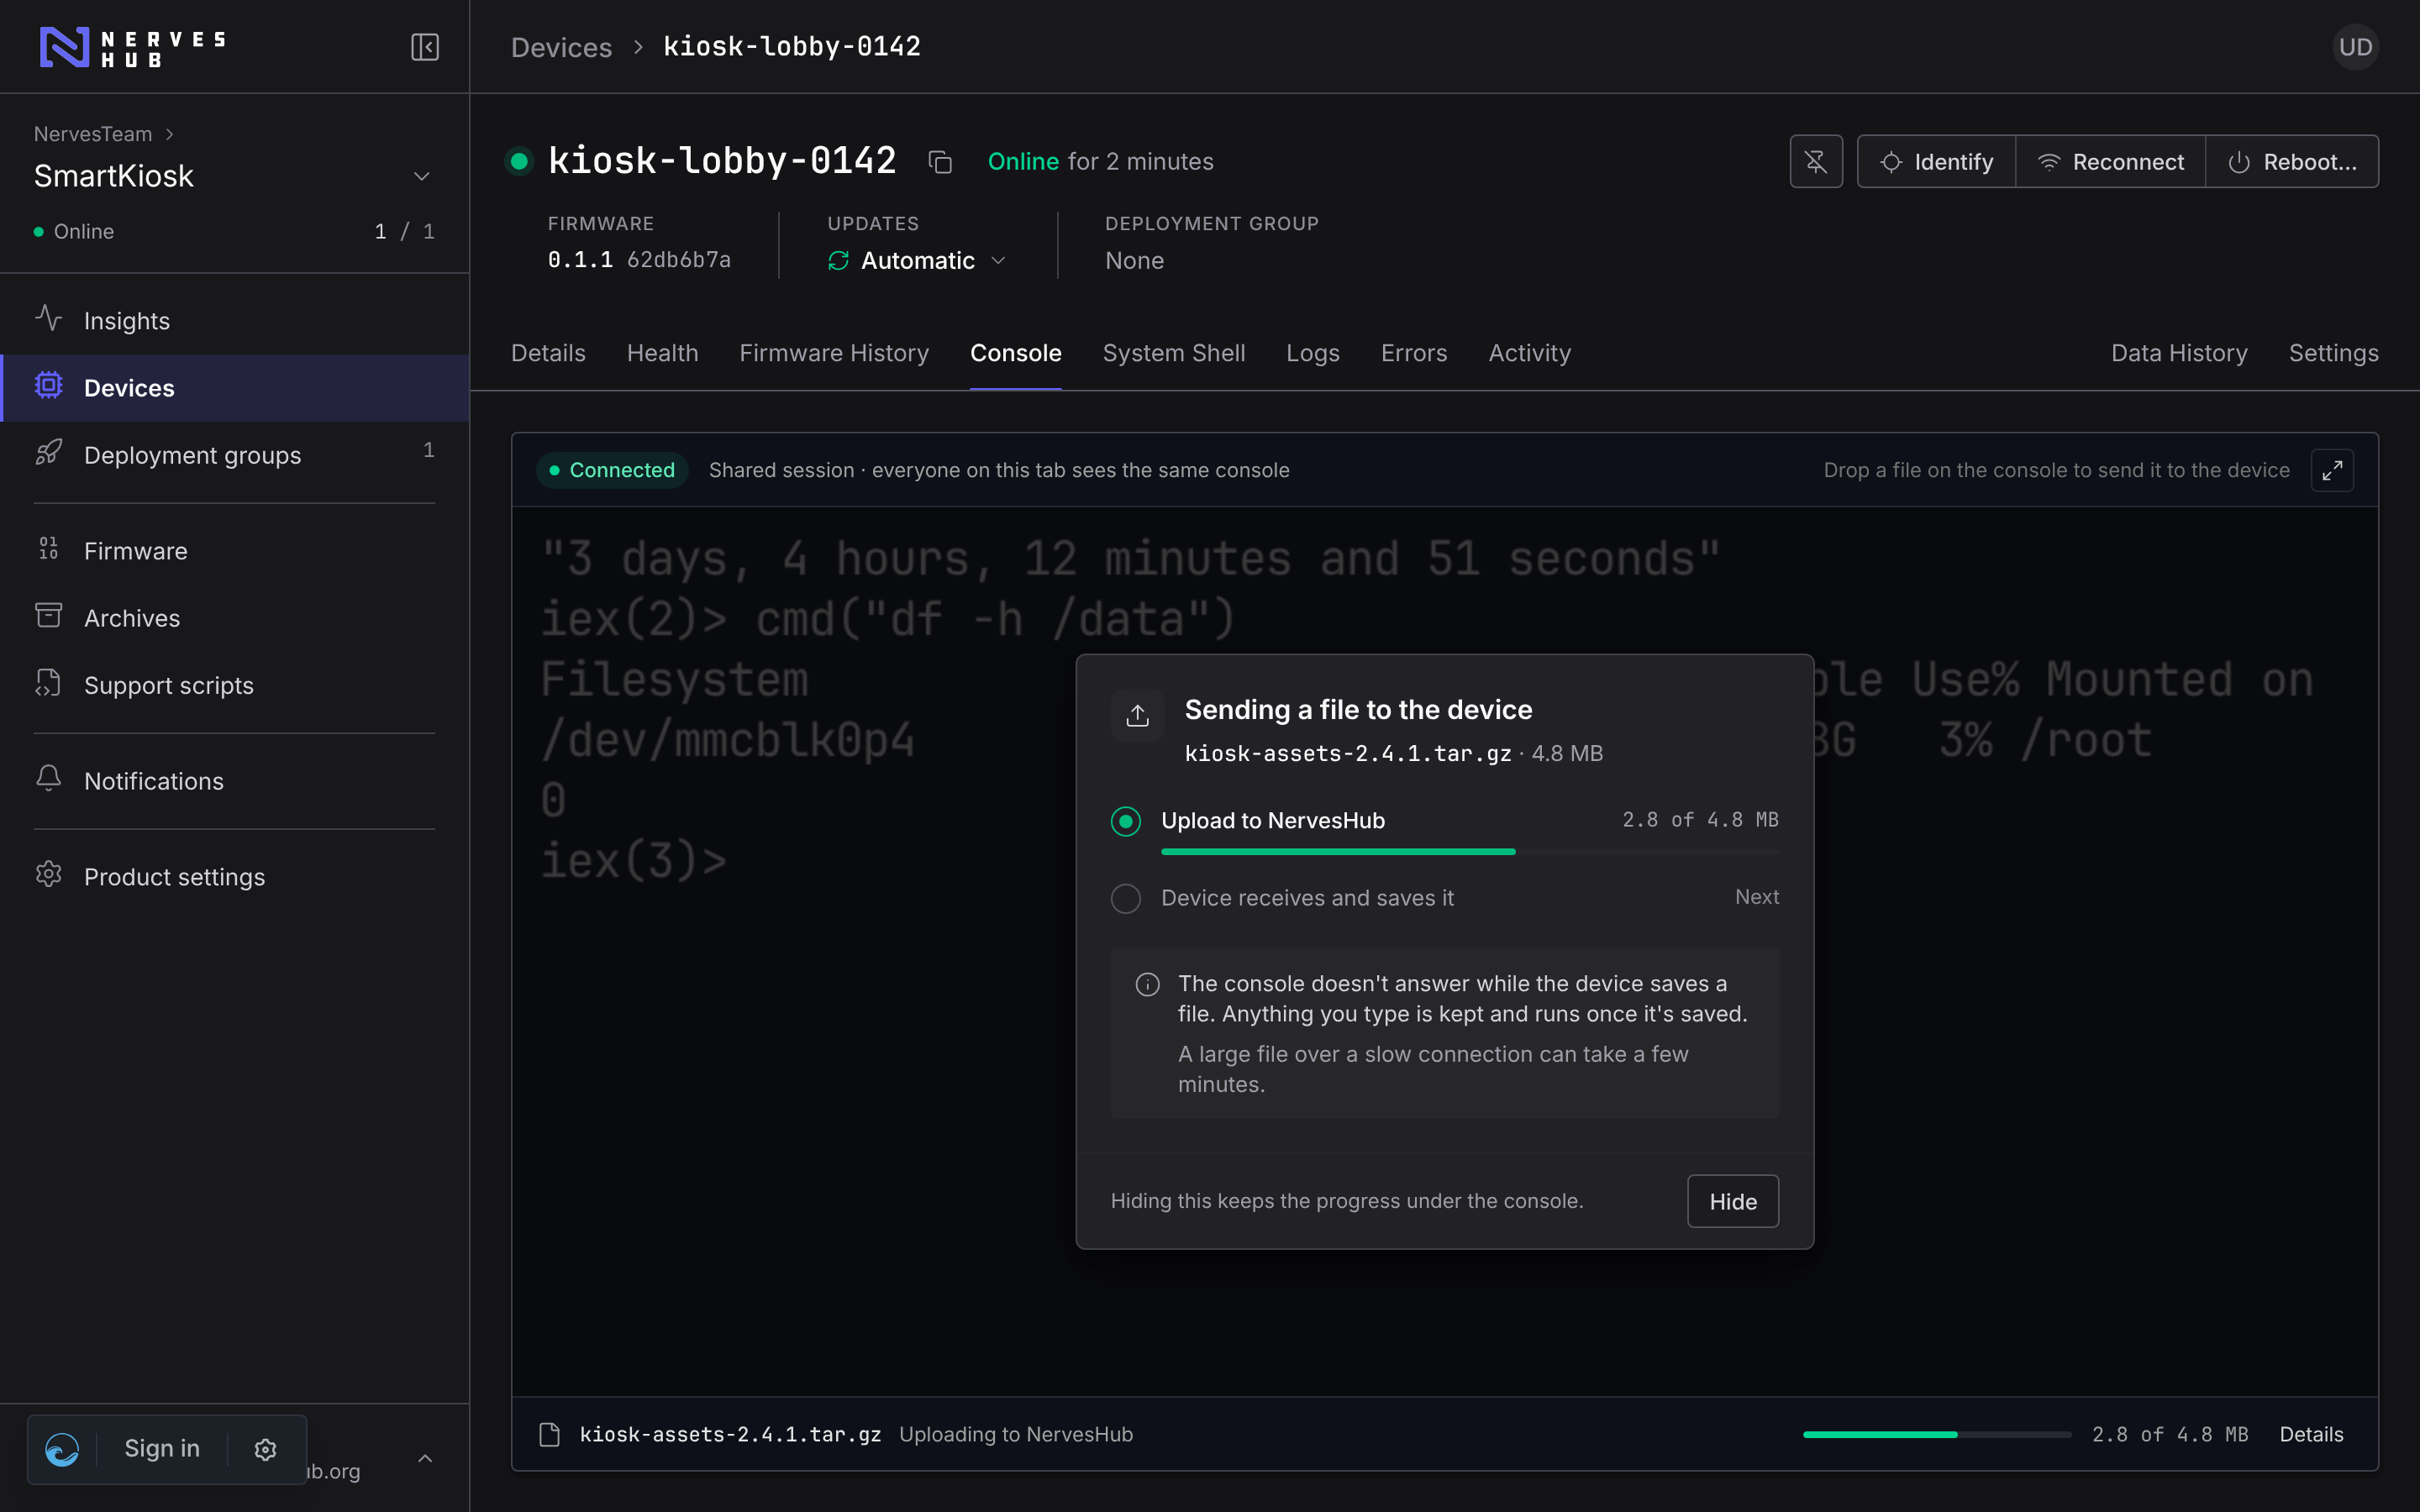 NERVES
HUB
Devices > kiosk-lobby-0142
UD
NervesTeam >
SmartKiosk
Online 1 / 1
Insights
Devices
Deployment groups 1
Firmware
Archives
Support scripts
Notifications
Product settings
Sign in
b.org
kiosk-lobby-0142
Online for 2 minutes
Identify
Reconnect
Reboot...
FIRMWARE
0.1.1 62db6b7a
UPDATES
Automatic
DEPLOYMENT GROUP
None
Details
Health
Firmware History
Console
System Shell
Logs
Errors
Activity
Data History
Settings
Connected
Shared session · everyone on this tab sees the same console
Drop a file on the console to send it to the device
"3 days, 4 hours, 12 minutes and 51 seconds"
iex(2)> cmd("df -h /data")
Filesystem ble Use% Mounted on
/dev/mmcblk0p4 3% /root
0
iex(3)>
Sending a file to the device
kiosk-assets-2.4.1.tar.gz · 4.8 MB
Upload to NervesHub 2.8 of 4.8 MB
Device receives and saves it Next
The console doesn't answer while the device saves a
file. Anything you type is kept and runs once it's saved.
A large file over a slow connection can take a few
minutes.
Hiding this keeps the progress under the console.
Hide
kiosk-assets-2.4.1.tar.gz Uploading to NervesHub
2.8 of 4.8 MB
Details